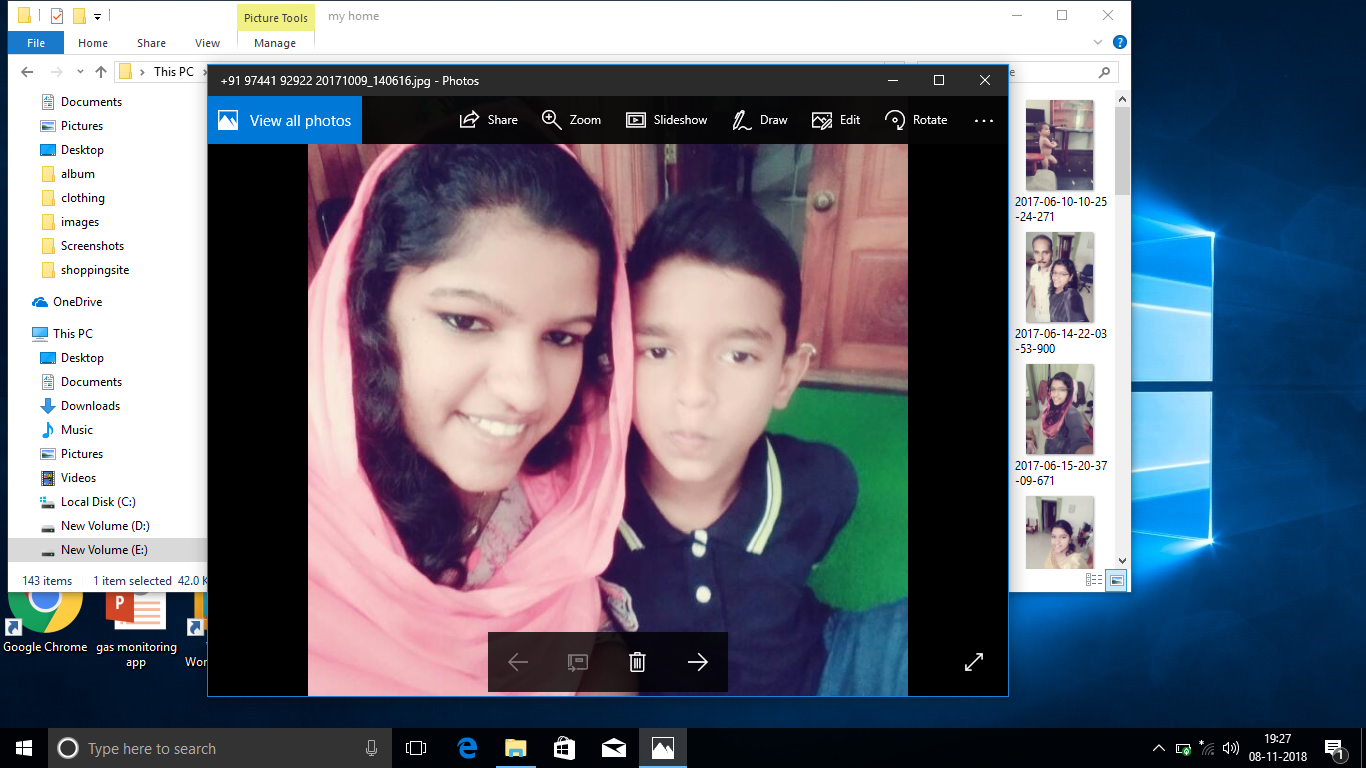 Picture Tools
my home
File
Home
Share
View
Manage
This PC
+91 97441 92922 20171009_140616.jpg - Photos
View all photos
Share
Zoom
Slideshow
Draw
Edit
Rotate
Documents
Pictures
Desktop
album
clothing
images
Screenshots
shoppingsite
OneDrive
This PC
Desktop
Documents
Downloads
Music
Pictures
Videos
Local Disk (C:)
New Volume (D:)
New Volume (E:)
143 items
1 item selected 42.0 K
2017-06-10-10-25
-24-271
2017-06-14-22-03
-53-900
2017-06-15-20-37
-09-671
Google Chrome
gas monitoring
app
Type here to search
19:27
08-11-2018
1